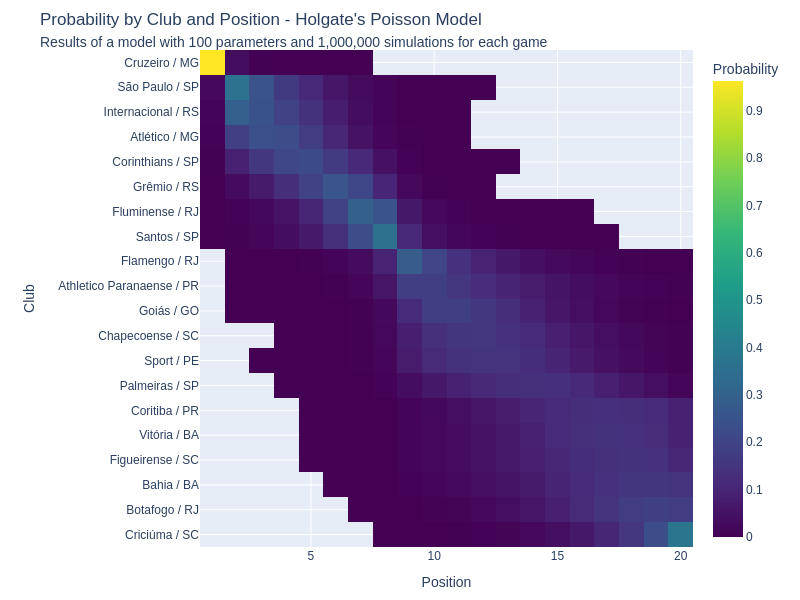 Probability by Club and Position - Holgate's Poisson Model
Results of a model with 100 parameters and 1,000,000 simulations for each game
Probability
Cruzeiro / MG
São Paulo / SP
Internacional / RS
Atlético / MG
Corinthians / SP
Grêmio / RS
Fluminense / RJ
Santos / SP
Flamengo / RJ
Athletico Paranaense / PR
Goiás / GO
Chapecoense / SC
Sport / PE
Palmeiras / SP
Coritiba / PR
Vitória / BA
Figueirense / SC
Bahia / BA
Botafogo / RJ
Criciúma / SC
Club
5
10
15
20
Position
0.9
0.8
0.7
0.6
0.5
0.4
0.3
0.2
0.1
0